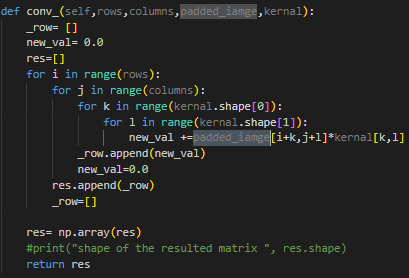 def conv_(self,rows,columns,padded_iamge,kernal):
    _row= []
    new_val= 0.0
    res=[]
    for i in range(rows):
        for j in range(columns):
            for k in range(kernal.shape[0]):
                for l in range(kernal.shape[1]):
                    new_val +=padded_iamge[i+k,j+l]*kernal[k,l]
            _row.append(new_val)
            new_val=0.0
        res.append(_row)
        _row=[]
    res= np.array(res)
    #print("shape of the resulted matrix ", res.shape)
    return res